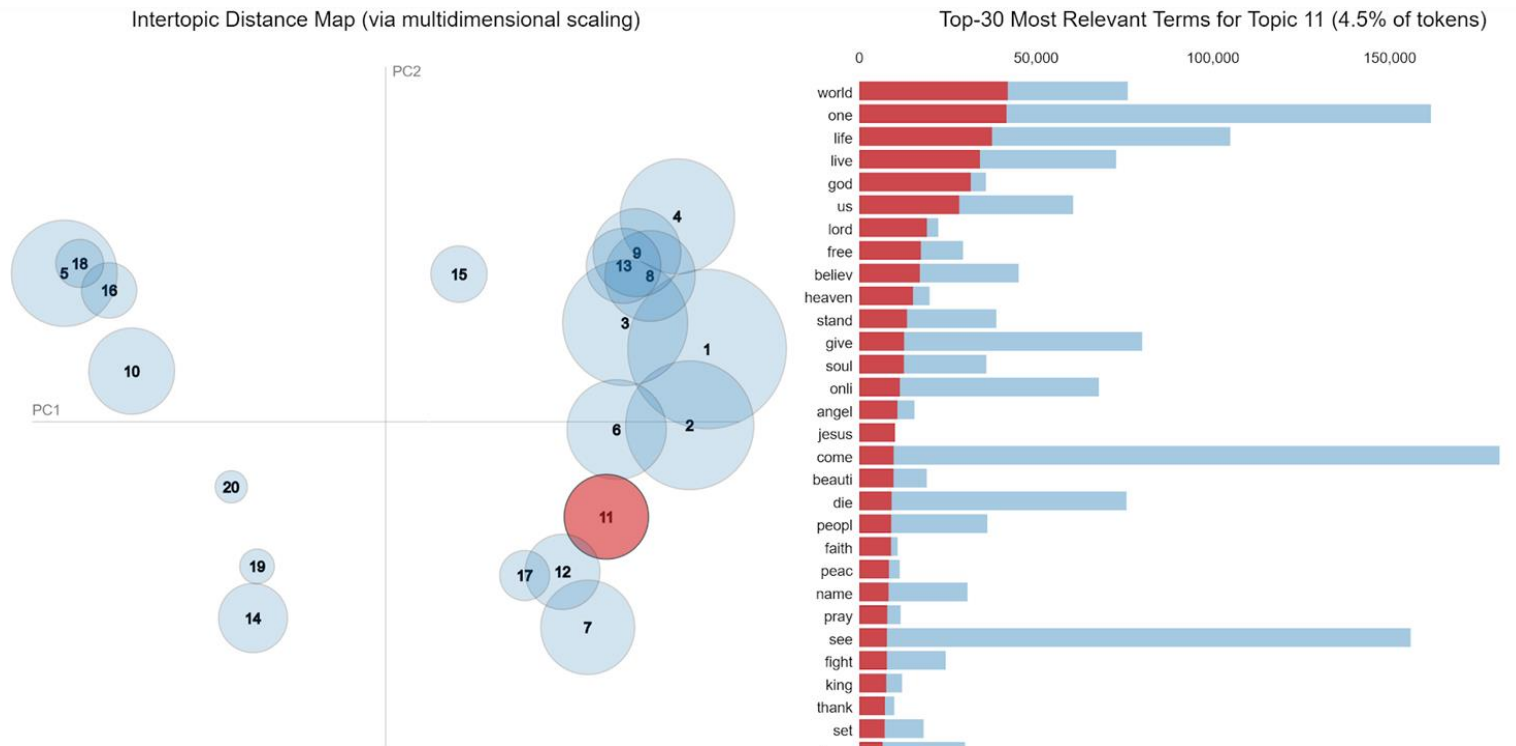 Intertopic Distance Map (via multidimensional scaling)
PC2
PC1
4
9
13
8
3
1
2
6
11
17
12
7
15
18
5
16
10
20
19
14
Top-30 Most Relevant Terms for Topic 11 (4.5% of tokens)
0 50,000 100,000 150,000
world
one
life
live
god
us
lord
free
believ
heaven
stand
give
soul
onli
angel
jesus
come
beauti
die
peopl
faith
peac
name
pray
see
fight
king
thank
set